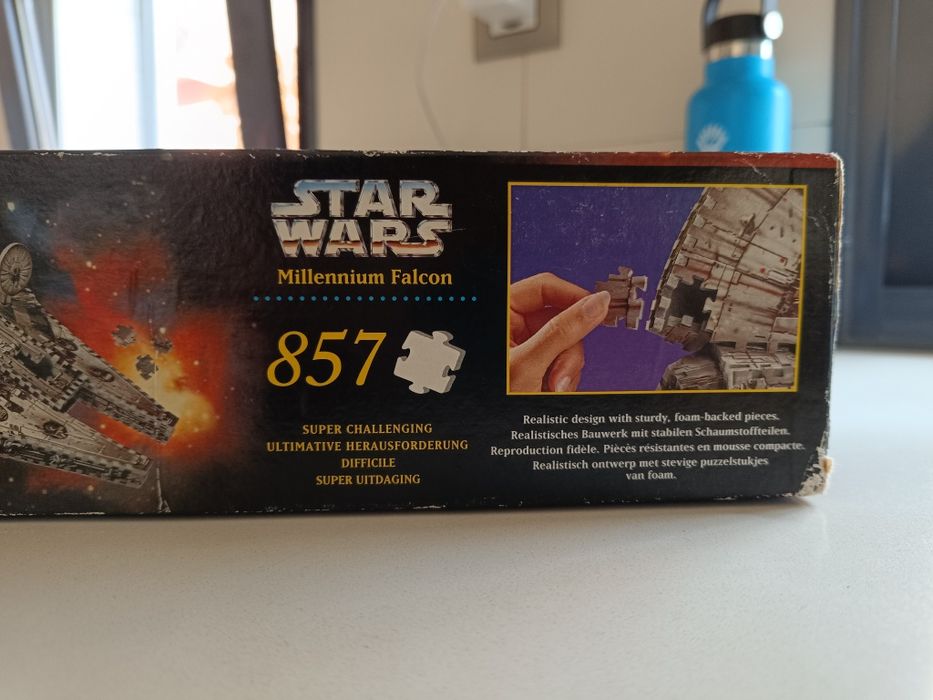 STAR
WARS
Millennium Falcon
857
SUPER CHALLENGING
ULTIMATIVE HERAUSFORDERUNG
DIFFICILE
SUPER UITDAGING
Realistic design with sturdy, foam-backed pieces.
Realistisches Bauwerk mit stabilen Schaumstoffteilen.
Reproduction fidèle. Pièces résistantes en mousse compacte.
Realistisch ontwerp met stevige puzzelstukjes
van foam.